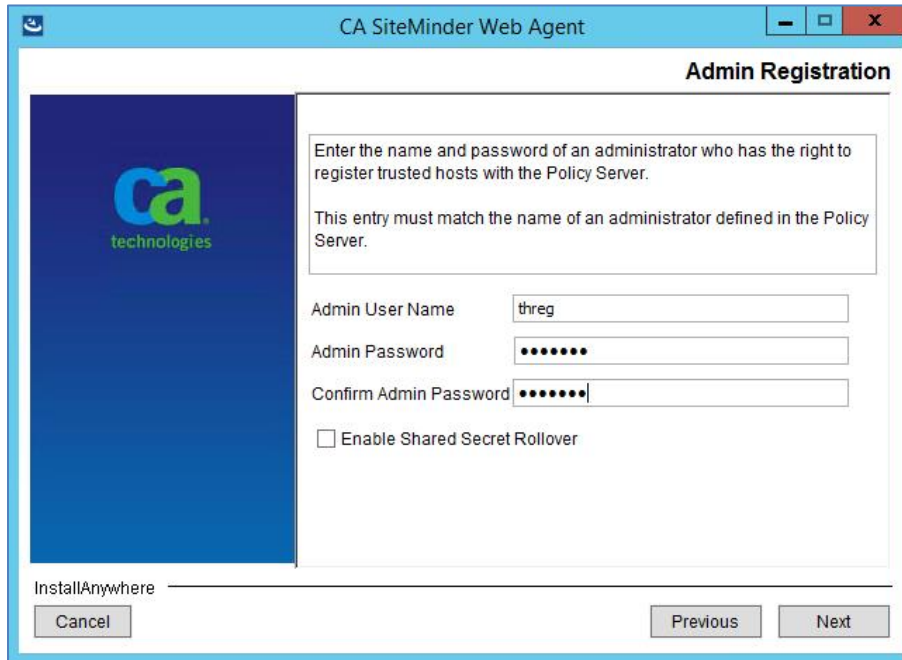 CA SiteMinder Web Agent
Admin Registration
ca
technologies
Enter the name and password of an administrator who has the right to
register trusted hosts with the Policy Server.
This entry must match the name of an administrator defined in the Policy
Server.
Admin User Name threg
Admin Password •••••••
Confirm Admin Password •••••••
Enable Shared Secret Rollover
InstallAnywhere
Cancel Previous Next